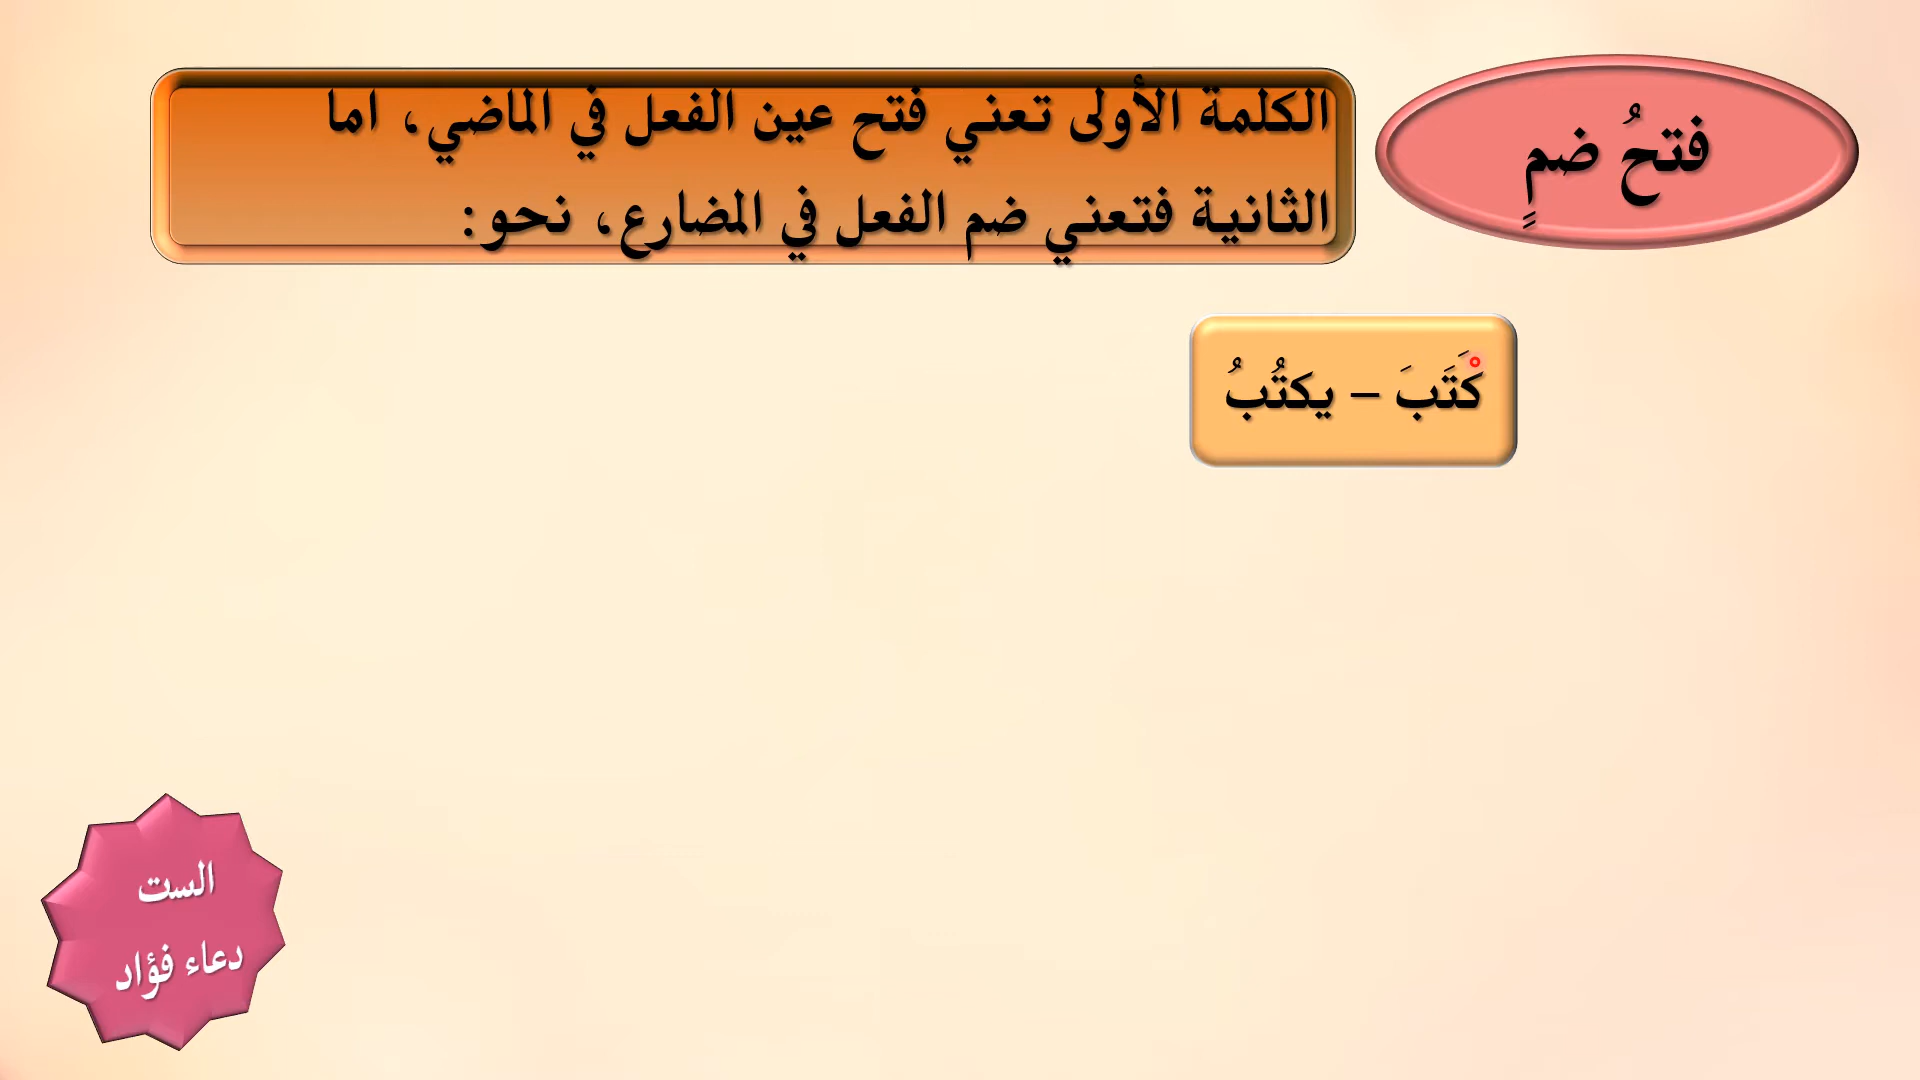 فتحُ ضمٍ
الكلمة الأولى تعني فتح عين الفعل في الماضي، اما
الثانية فتعني ضم الفعل في المضارع، نحو:
كَتَبَ – يكتُبُ
الست
دعاء فؤاد